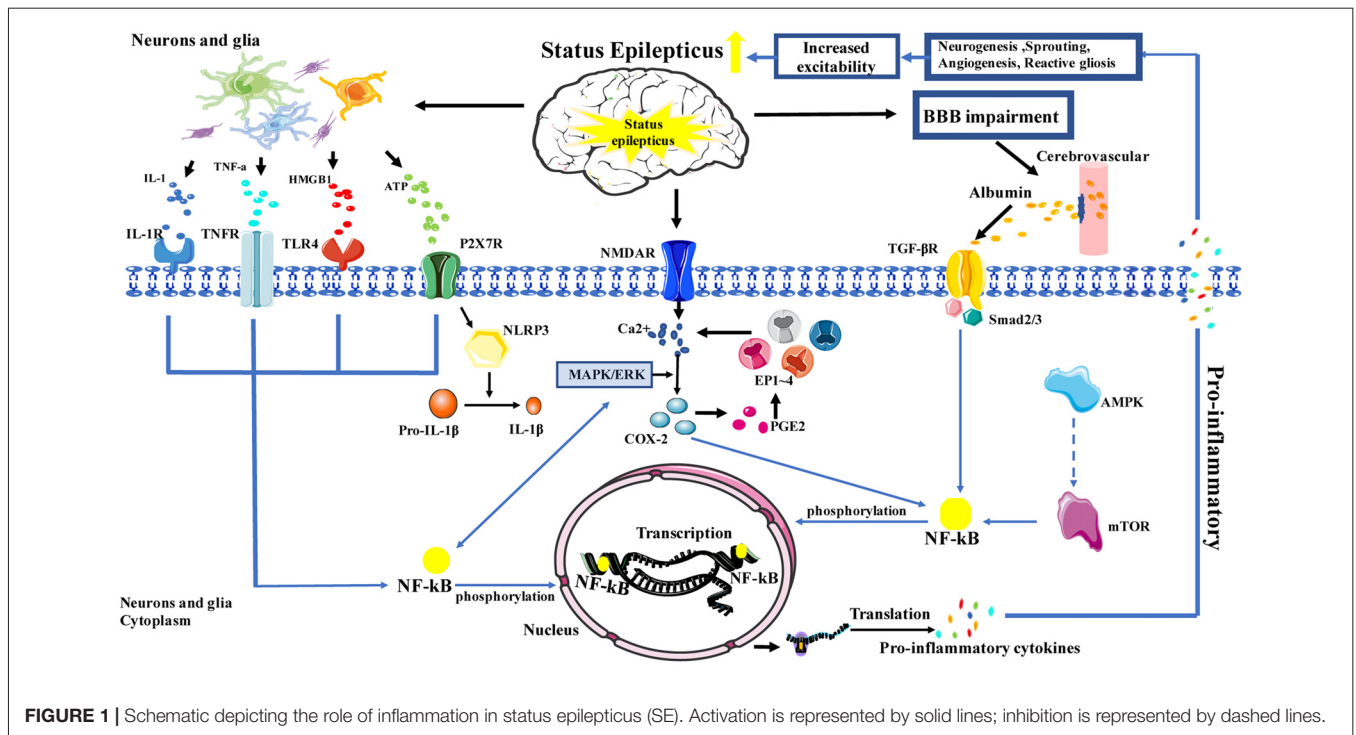 Neurons and glia
Status Epilepticus
Increased
excitability
Neurogenesis ,Sprouting,
Angiogenesis, Reactive gliosis
Status
epilepticus
BBB impairment
Cerebrovascular
Albumin
IL-1
TNF-a
HMGB1
ATP
IL-1R
TNFR
TLR4
P2X7R
NMDAR
TGF-βR
Smad2/3
NLRP3
Ca2+
MAPK/ERK
EP1~4
Pro-IL-1β
IL-1β
COX-2
PGE2
AMPK
mTOR
Pro-inflammatory
phosphorylation
NF-kB
Transcription
NF-kB
NF-kB
NF-kB
phosphorylation
Neurons and glia
Cytoplasm
Nucleus
Translation
Pro-inflammatory cytokines
FIGURE 1 | Schematic depicting the role of inflammation in status epilepticus (SE). Activation is represented by solid lines; inhibition is represented by dashed lines.